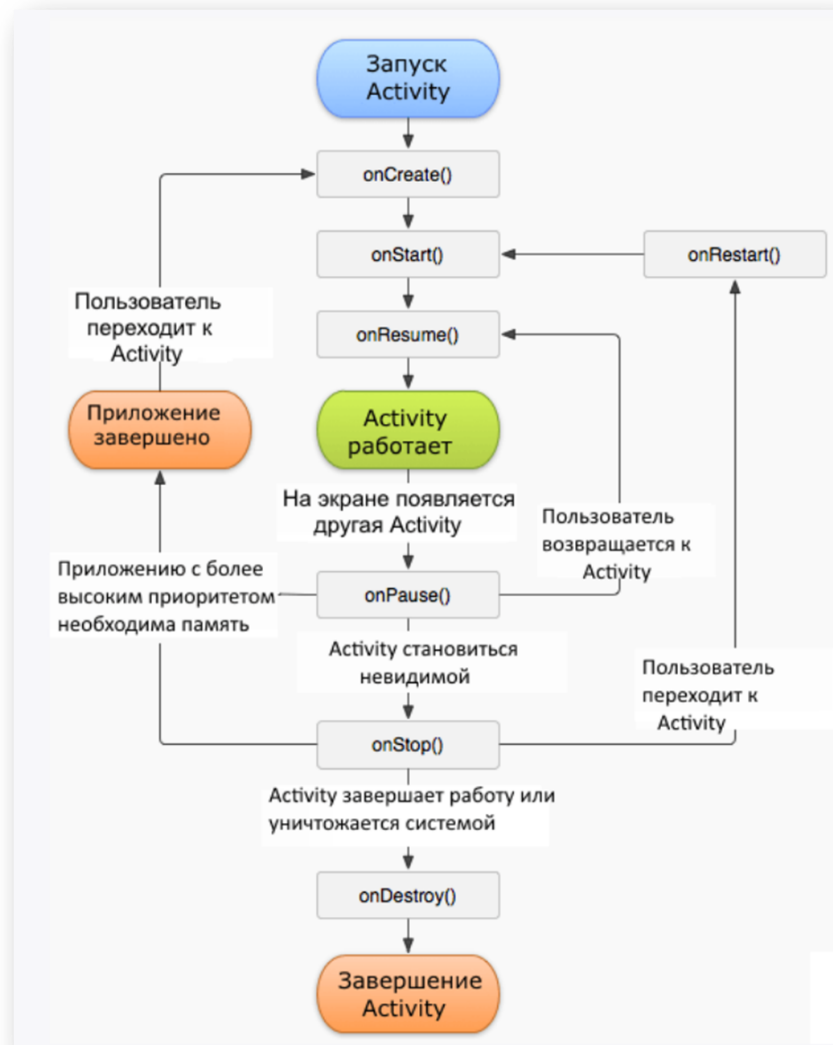 Запуск
Activity
onCreate()
onStart()
onRestart()
Пользователь
переходит к
Activity
onResume()
Приложение
завершено
Activity
работает
На экране появляется
другая Activity
Пользователь
возвращается к
Activity
Приложению с более
высоким приоритетом
необходима память
onPause()
Activity становиться
невидимой
Пользователь
переходит к
Activity
onStop()
Activity завершает работу или
уничтожается системой
onDestroy()
Завершение
Activity